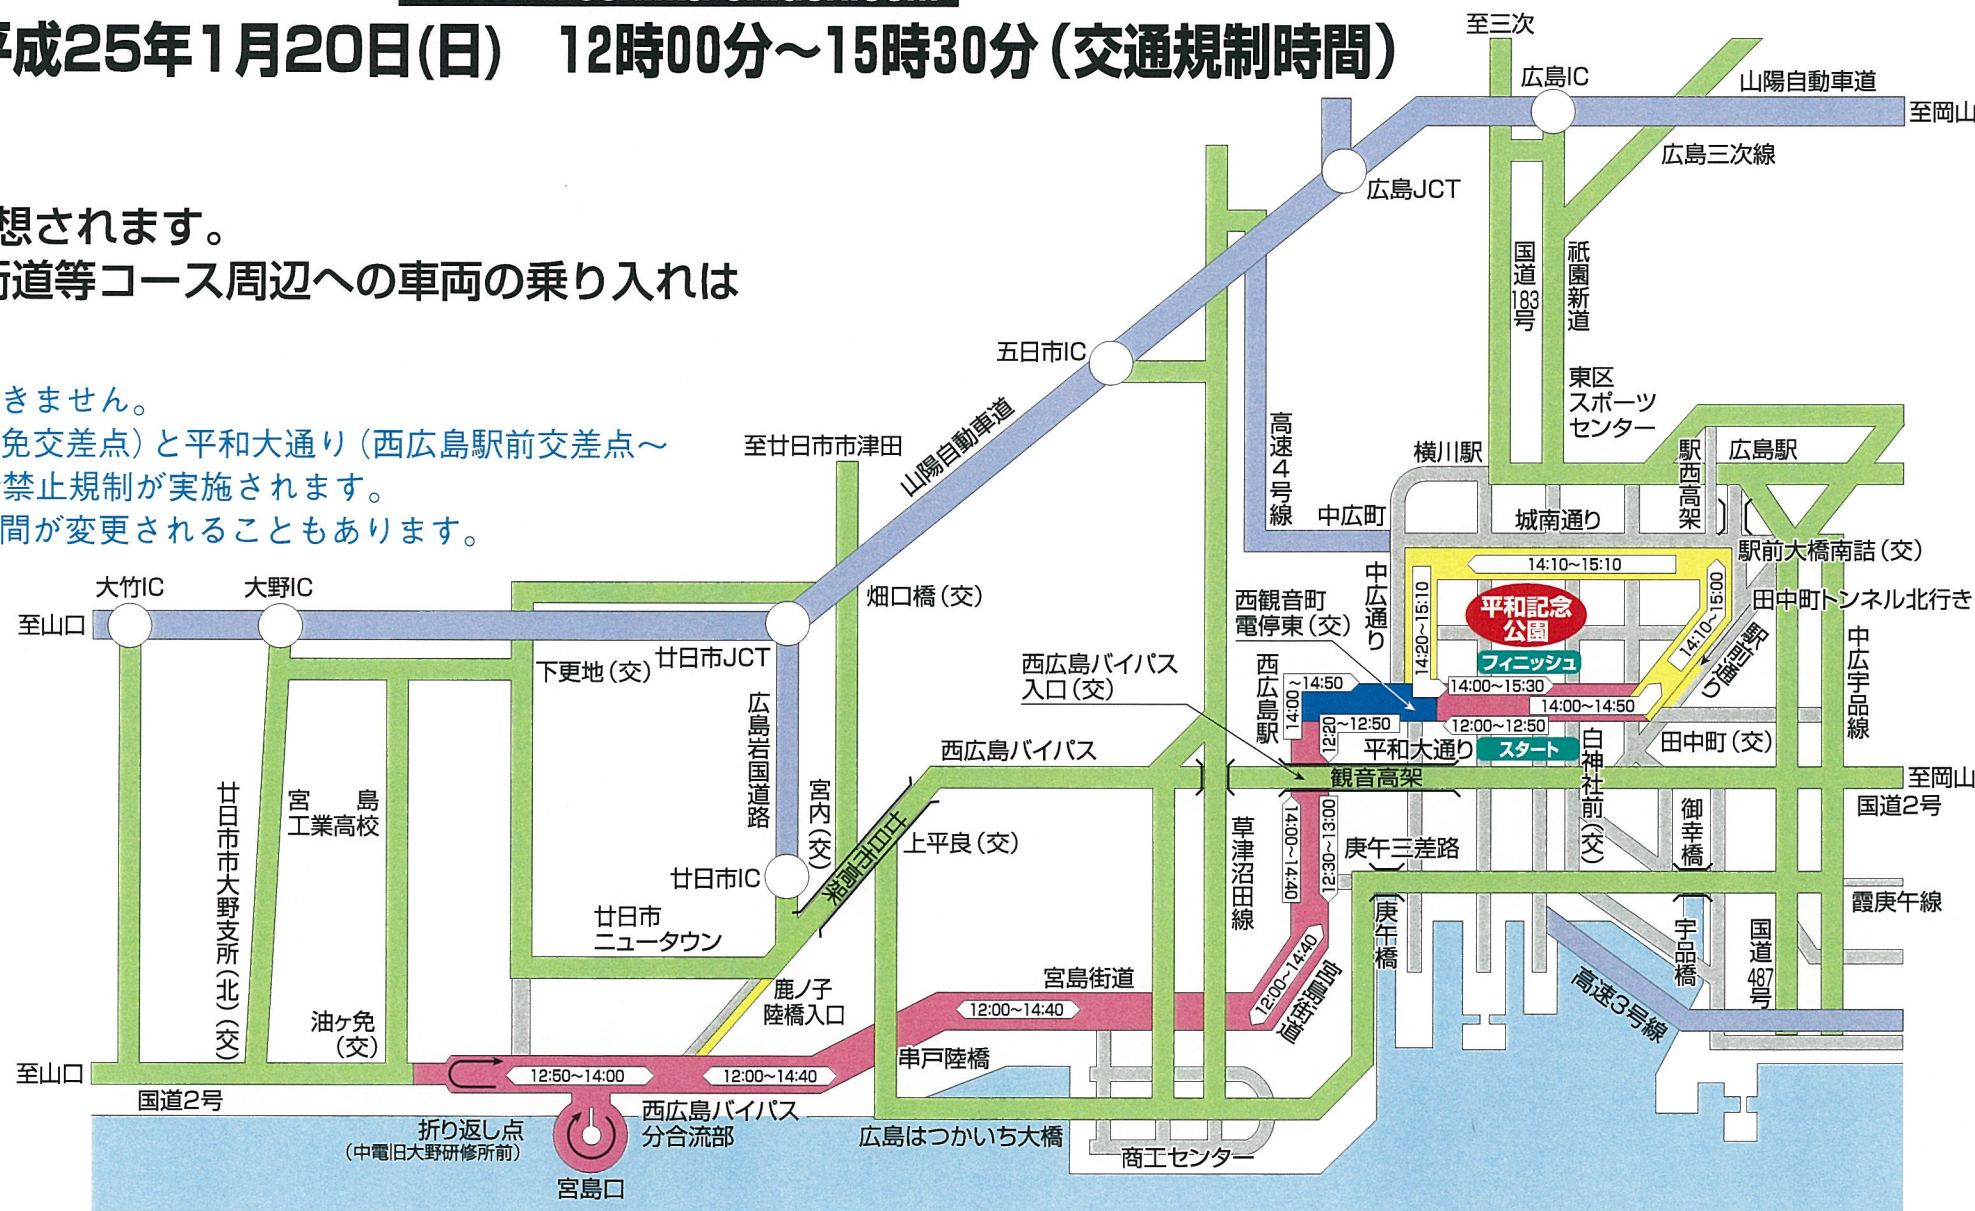 平成25年1月20日(日) 12時00分～15時30分（交通規制時間）
想されます。
街道等コース周辺への車両の乗り入れは
きません。
免交差点）と平和大通り（西広島駅前交差点～
禁止規制が実施されます。
間が変更されることもあります。
至三次
広島IC
山陽自動車道
至岡山
広島三次線
広島JCT
国道183号
祇園新道
五日市IC
東区
スポーツ
センター
山陽自動車道
高速4号線
至廿日市市津田
横川駅
駅西高架
広島駅
中広町
城南通り
駅前大橋南詰（交）
大竹IC
大野IC
畑口橋（交）
至山口
14:10～15:10
中広通り
14:20～15:10
平和記念
公園
14:10～15:00
田中町トンネル北行き
西観音町
電停東（交）
フィニッシュ
駅前通り
中広宇品線
下更地（交）
廿日市JCT
西広島バイパス
入口（交）
西広島駅
14:00～14:50
14:00～15:30
14:00～14:50
広島岩国道路
12:20～12:50
12:00～12:50
平和大通り
スタート
白神社前（交）
田中町（交）
西広島バイパス
観音高架
至岡山
国道2号
廿日市市大野支所（北）（交）
宮島
工業高校
宮内（交）
廿日市高架
上平良（交）
草津沼田線
14:00～14:40
12:30～13:00
庚午三差路
御幸橋
廿日市IC
霞庚午線
廿日市
ニュータウン
庚午橋
宇品橋
国道487号
鹿ノ子
陸橋入口
宮島街道
12:00～14:40
12:00～14:40
宮島街道
高速3号線
油ヶ免
（交）
串戸陸橋
至山口
12:50～14:00
12:00～14:40
国道2号
折り返し点
（中電旧大野研修所前）
西広島バイパス
分合流部
広島はつかいち大橋
商工センター
宮島口